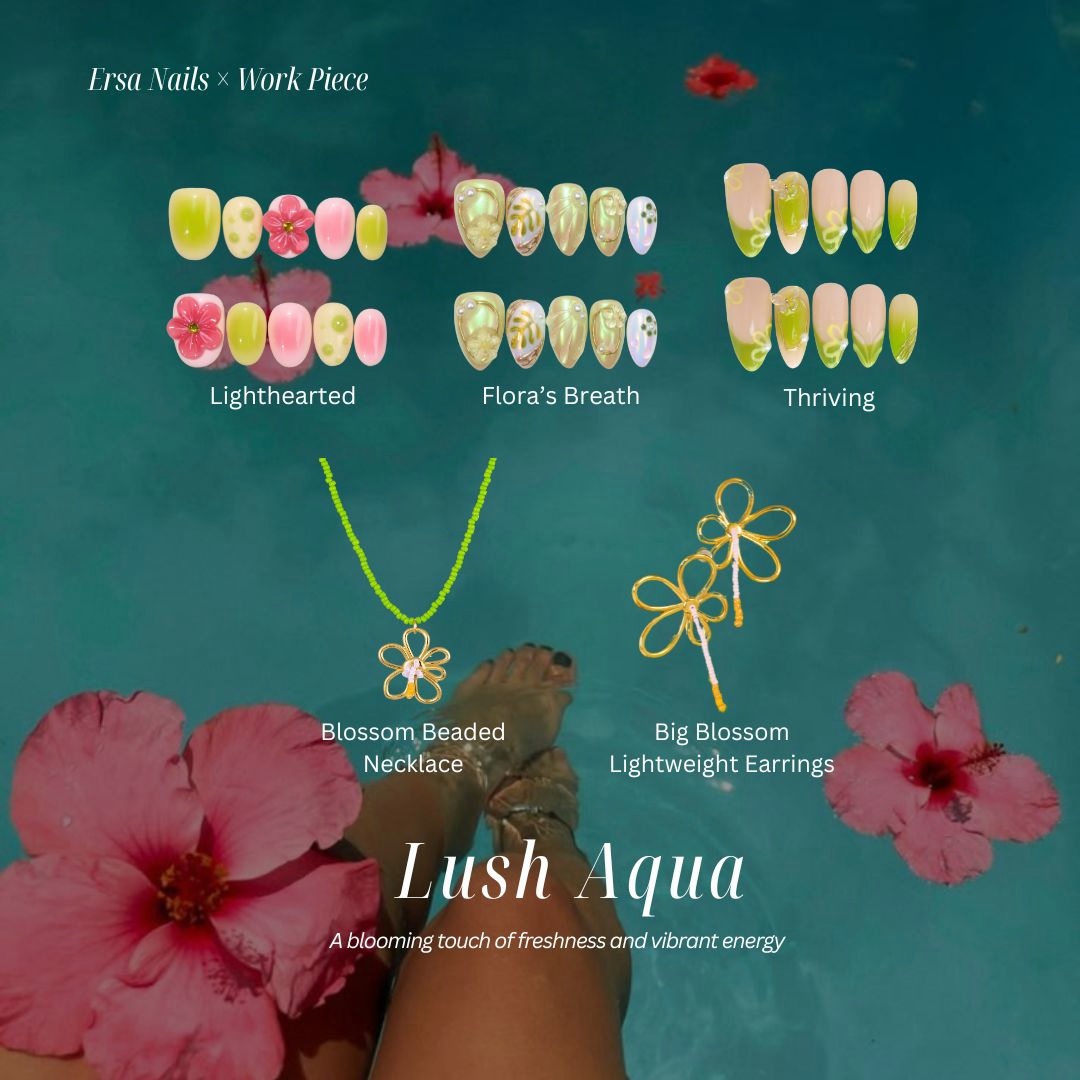 Ersa Nails × Work Piece
Lighthearted
Flora’s Breath
Thriving
Blossom Beaded
Necklace
Big Blossom
Lightweight Earrings
Lush Aqua
A blooming touch of freshness and vibrant energy